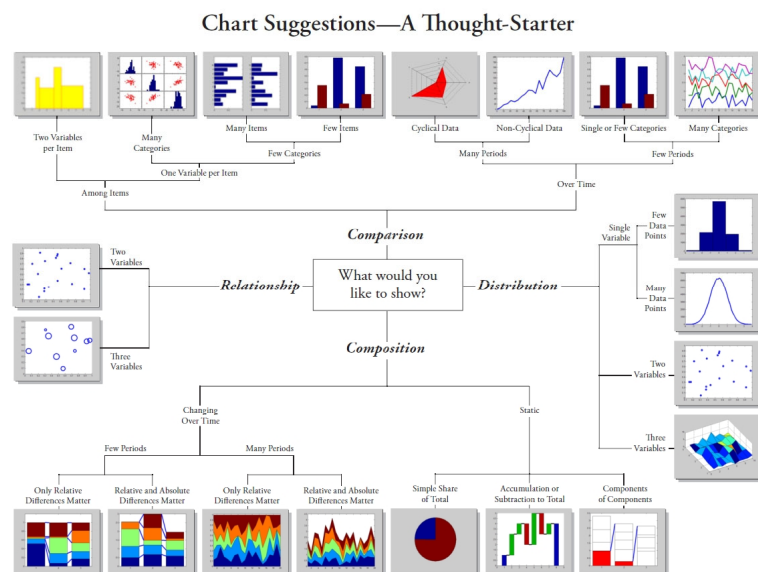 Chart Suggestions—A Thought-Starter
Two Variables
per Item
Many
Categories
Many Items
Few Items
Cyclical Data
Non-Cyclical Data
Single or Few Categories
Many Categories
Few Categories
Many Periods
Few Periods
One Variable per Item
Among Items
Over Time
Comparison
What would you
like to show?
Relationship
Two
Variables
Three
Variables
Distribution
Single
Variable
Few
Data
Points
Many
Data
Points
Two
Variables
Three
Variables
Composition
Changing
Over Time
Static
Few Periods
Many Periods
Only Relative
Differences Matter
Relative and Absolute
Differences Matter
Only Relative
Differences Matter
Relative and Absolute
Differences Matter
Simple Share
of Total
Accumulation or
Subtraction to Total
Components
of Components